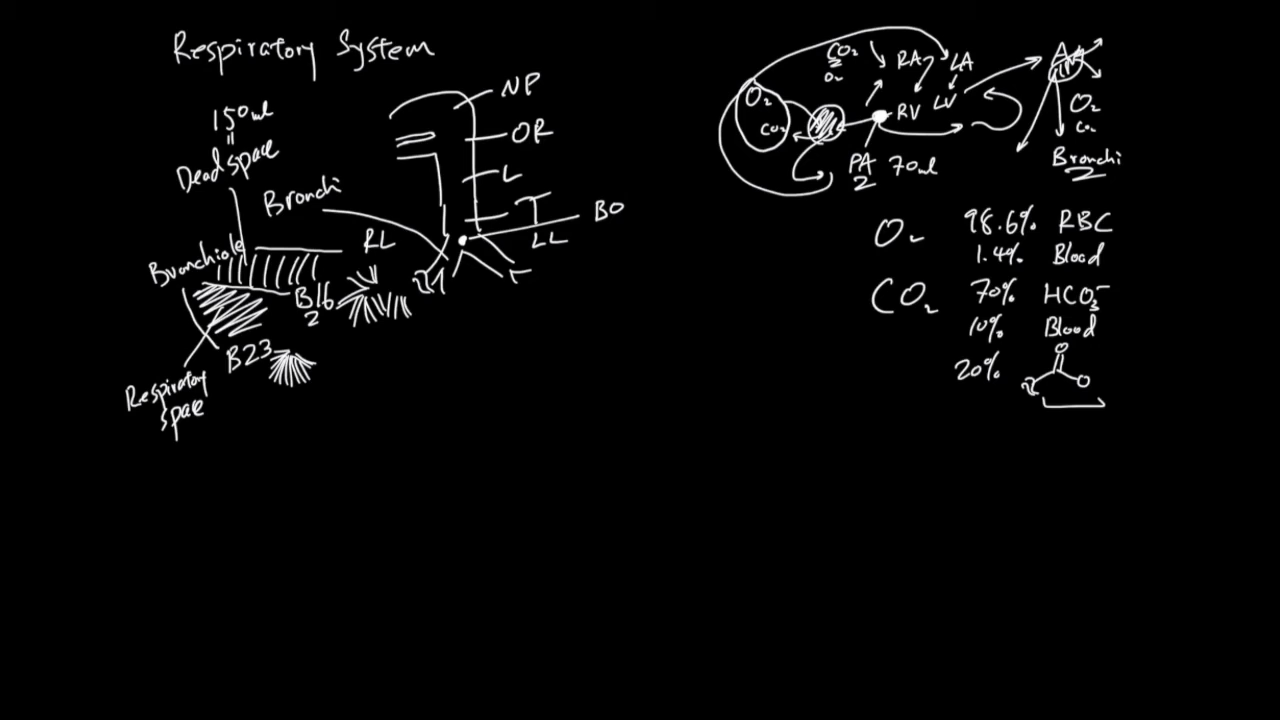 Respiratory System
150ml
=
Dead space
Bronchi
Bronchiole
RL
B16
2
B23
Respiratory
space
NP
OR
L
T
B0
LL
CO2
O2
RA
LA
RV
LV
O2
CO2
PA
2
70ml
A
O2
CO2
Bronchi
2
O2 98.6% RBC
1.4% Blood
CO2 70% HCO3-
10% Blood
20%
O
O